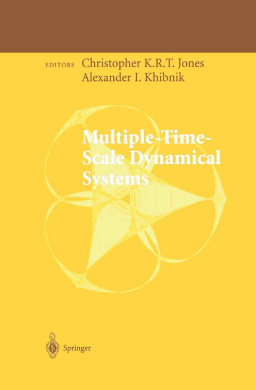 EDITORS Christopher K.R.T. Jones
Alexander I. Khibnik
Multiple-Time-
Scale Dynamical
Systems
Springer